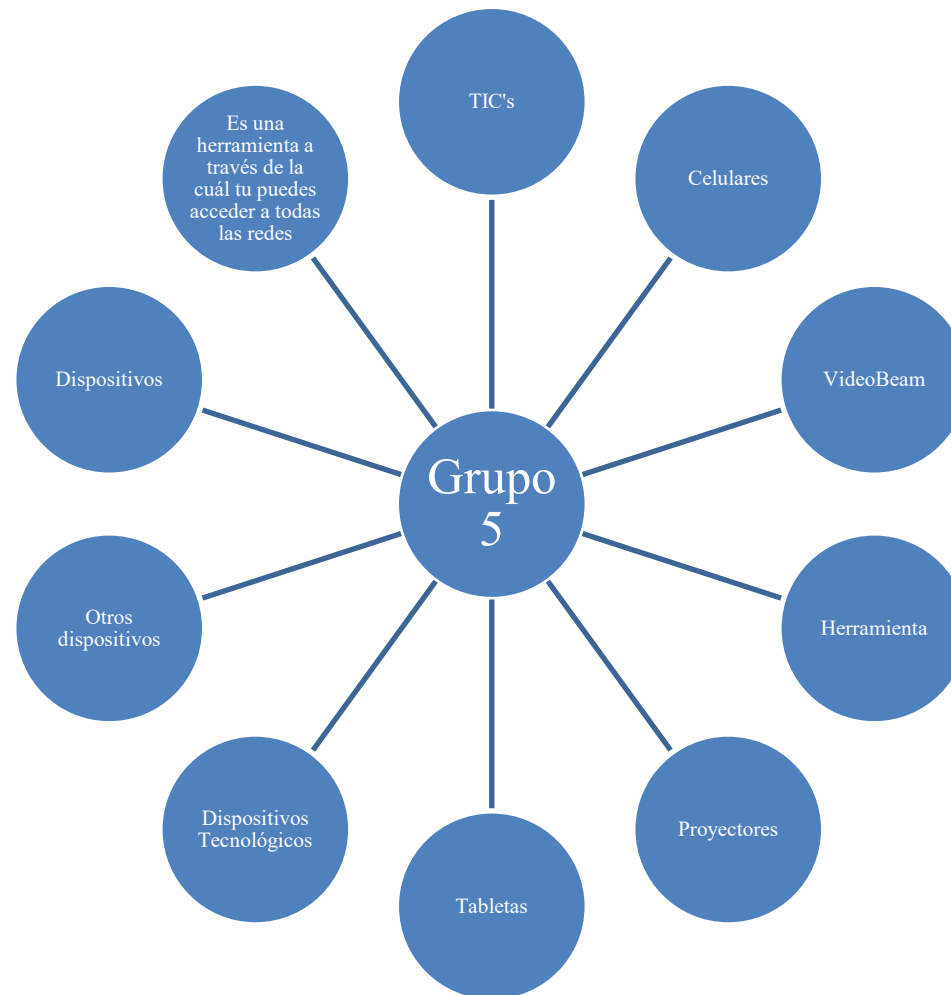 TIC's
Celulares
VideoBeam
Herramienta
Proyectores
Tabletas
Dispositivos
Tecnológicos
Otros
dispositivos
Dispositivos
Es una
herramienta a
través de la
cuál tu puedes
acceder a todas
las redes
Grupo
5